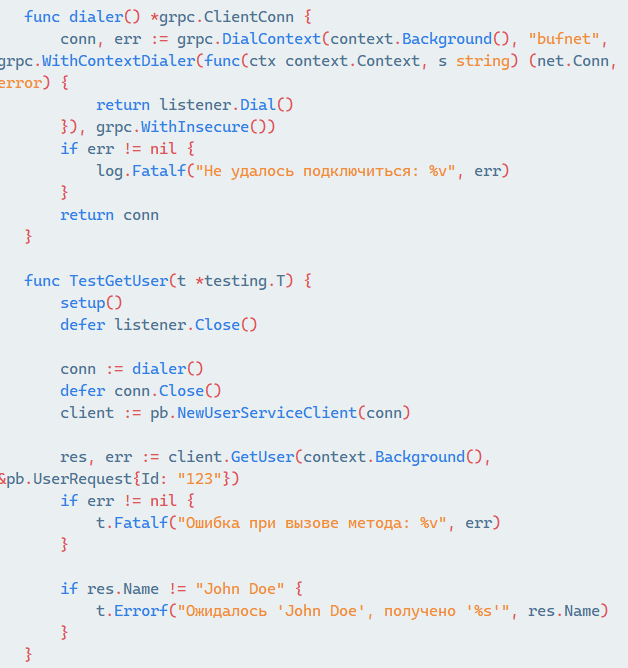 func dialer() *grpc.ClientConn {
    conn, err := grpc.DialContext(context.Background(), "bufnet",
grpc.WithContextDialer(func(ctx context.Context, s string) (net.Conn,
error) {
        return listener.Dial()
    }), grpc.WithInsecure())
    if err != nil {
        log.Fatalf("Не удалось подключиться: %v", err)
    }
    return conn
}

func TestGetUser(t *testing.T) {
    setup()
    defer listener.Close()

    conn := dialer()
    defer conn.Close()
    client := pb.NewUserServiceClient(conn)

    res, err := client.GetUser(context.Background(),
&pb.UserRequest{Id: "123"})
    if err != nil {
        t.Fatalf("Ошибка при вызове метода: %v", err)
    }

    if res.Name != "John Doe" {
        t.Errorf("Ожидалось 'John Doe', получено '%s'", res.Name)
    }
}